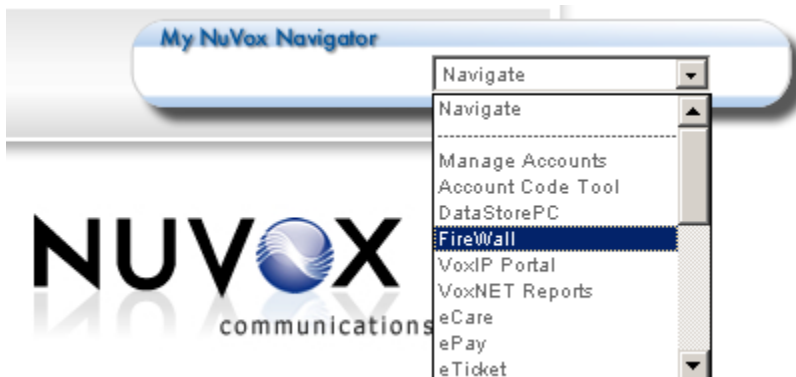 My NuVox Navigator
Navigate
Navigate
--------------------------------
Manage Accounts
Account Code Tool
DataStorePC
FireWall
VoxIP Portal
VoxNET Reports
eCare
ePay
eTicket
NUVOX
communications